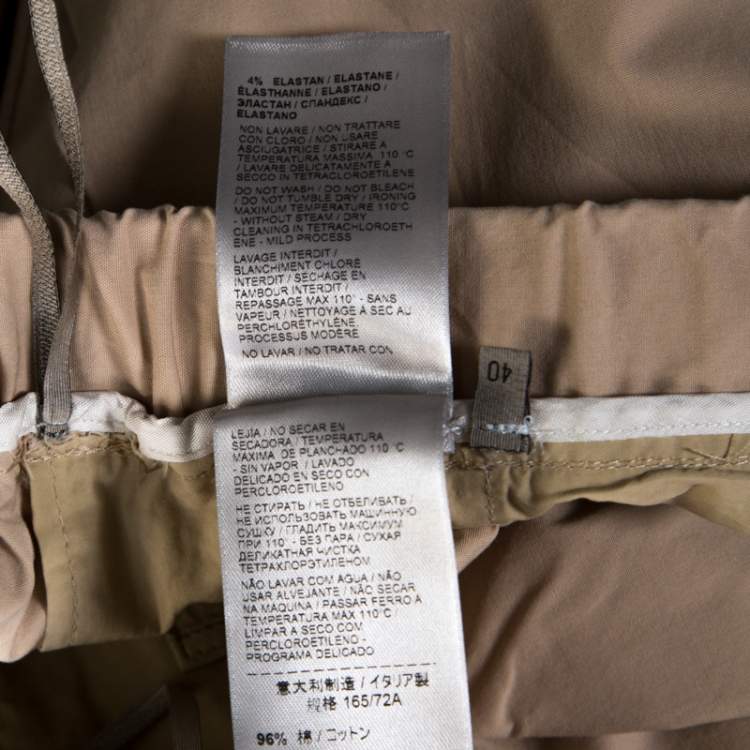 4% ELASTAN / ELASTANE /
ÉLASTHANNE / ELASTANO /
ЭЛАСТАН / СПАНДЕКС /
ELASTANO
NON LAVARE / NON TRATTARE
CON CLORO / NON USARE
ASCIUGATRICE / STIRARE A
TEMPERATURA MASSIMA 110 °C
/ LAVARE DELICATAMENTE A
SECCO IN TETRACLOROETILENE
DO NOT WASH / DO NOT BLEACH
/ DO NOT TUMBLE DRY / IRONING
MAXIMUM TEMPERATURE 110°C
- WITHOUT STEAM / DRY
CLEANING IN TETRACHLOROETH
ENE - MILD PROCESS
LAVAGE INTERDIT /
BLANCHIMENT CHLORÉ
INTERDIT / SÉCHAGE EN
TAMBOUR INTERDIT /
REPASSAGE MAX 110° - SANS
VAPEUR / NETTOYAGE À SEC AU
PERCHLORÉTHYLÈNE,
PROCESSUS MODÉRÉ
NO LAVAR / NO TRATAR CON
40
LEJÍA / NO SECAR EN
SECADORA / TEMPERATURA
MÁXIMA DE PLANCHADO 110 °C
- SIN VAPOR / LAVADO
DELICADO EN SECO CON
PERCLOROETILENO
НЕ СТИРАТЬ / НЕ ОТБЕЛИВАТЬ /
НЕ ИСПОЛЬЗОВАТЬ МАШИННУЮ
СУШКУ / ГЛАДИТЬ МАКСИМУМ
ПРИ 110° - БЕЗ ПАРА / СУХАЯ
ДЕЛИКАТНАЯ ЧИСТКА
ТЕТРАХЛОРЭТИЛЕНОМ
NÃO LAVAR COM AGUA / NÃO
USAR ALVEJANTE / NÃO SECAR
NA MAQUINA / PASSAR FERRO À
TEMPERATURA MAX 110°C /
LIMPAR A SECO COM
PERCLOROETILENO -
PROGRAMA DELICADO
意大利制造 / イタリア製
规格 165/72A
96% 棉 / コットン